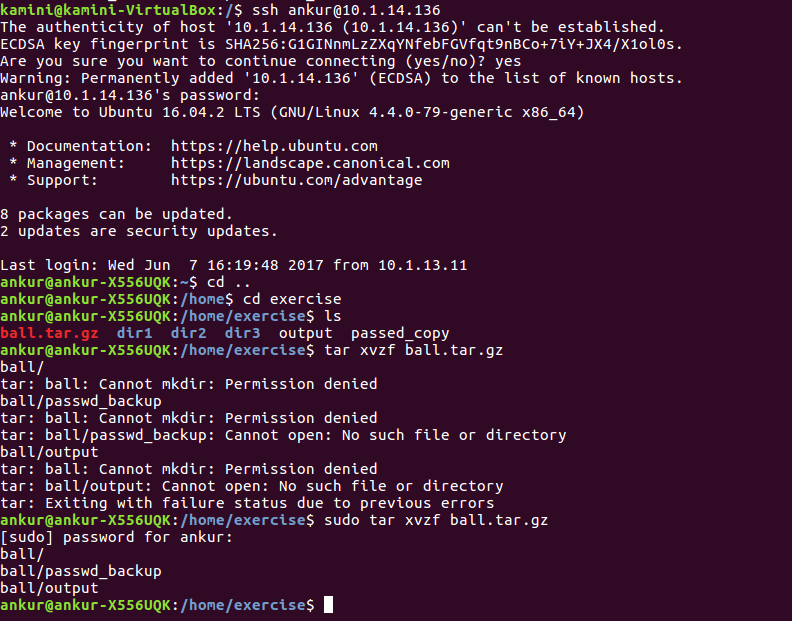 kamini@kamini-VirtualBox:/$ ssh ankur@10.1.14.136
The authenticity of host '10.1.14.136 (10.1.14.136)' can't be established.
ECDSA key fingerprint is SHA256:G1GINnmLzZXqYNfebFGVfqt9nBCo+7iY+JX4/X1ol0s.
Are you sure you want to continue connecting (yes/no)? yes
Warning: Permanently added '10.1.14.136' (ECDSA) to the list of known hosts.
ankur@10.1.14.136's password:
Welcome to Ubuntu 16.04.2 LTS (GNU/Linux 4.4.0-79-generic x86_64)

 * Documentation:  https://help.ubuntu.com
 * Management:     https://landscape.canonical.com
 * Support:        https://ubuntu.com/advantage

8 packages can be updated.
2 updates are security updates.

Last login: Wed Jun  7 16:19:48 2017 from 10.1.13.11
ankur@ankur-X556UQK:~$ cd ..
ankur@ankur-X556UQK:/home$ cd exercise
ankur@ankur-X556UQK:/home/exercise$ ls
ball.tar.gz  dir1  dir2  dir3  output  passed_copy
ankur@ankur-X556UQK:/home/exercise$ tar xvzf ball.tar.gz
ball/
tar: ball: Cannot mkdir: Permission denied
ball/passwd_backup
tar: ball: Cannot mkdir: Permission denied
tar: ball/passwd_backup: Cannot open: No such file or directory
ball/output
tar: ball: Cannot mkdir: Permission denied
tar: ball/output: Cannot open: No such file or directory
tar: Exiting with failure status due to previous errors
ankur@ankur-X556UQK:/home/exercise$ sudo tar xvzf ball.tar.gz
[sudo] password for ankur:
ball/
ball/passwd_backup
ball/output
ankur@ankur-X556UQK:/home/exercise$